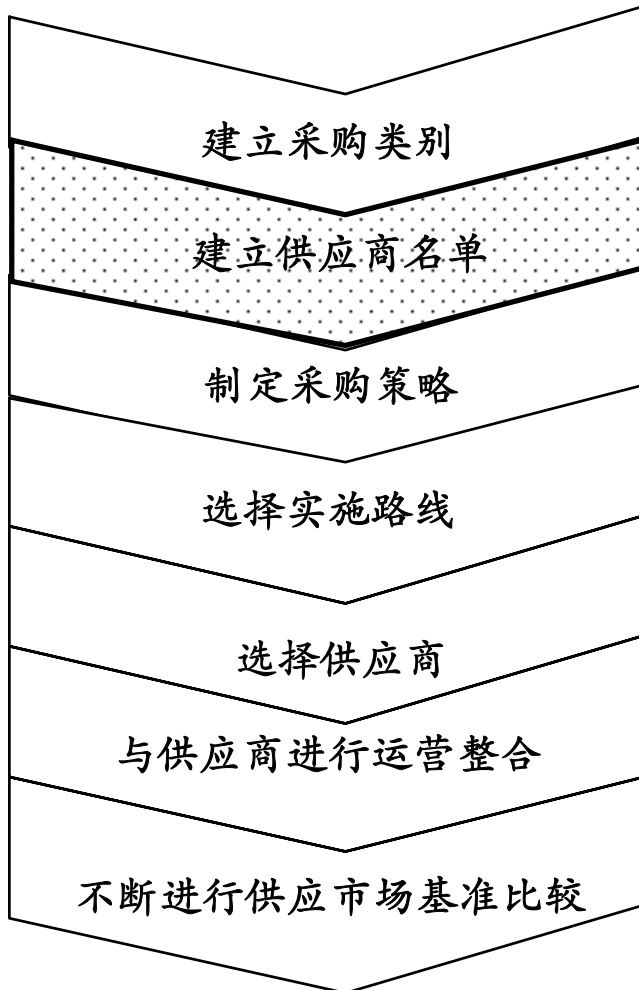 建立采购类别
建立供应商名单
制定采购策略
选择实施路线
选择供应商
与供应商进行运营整合
不断进行供应市场基准比较